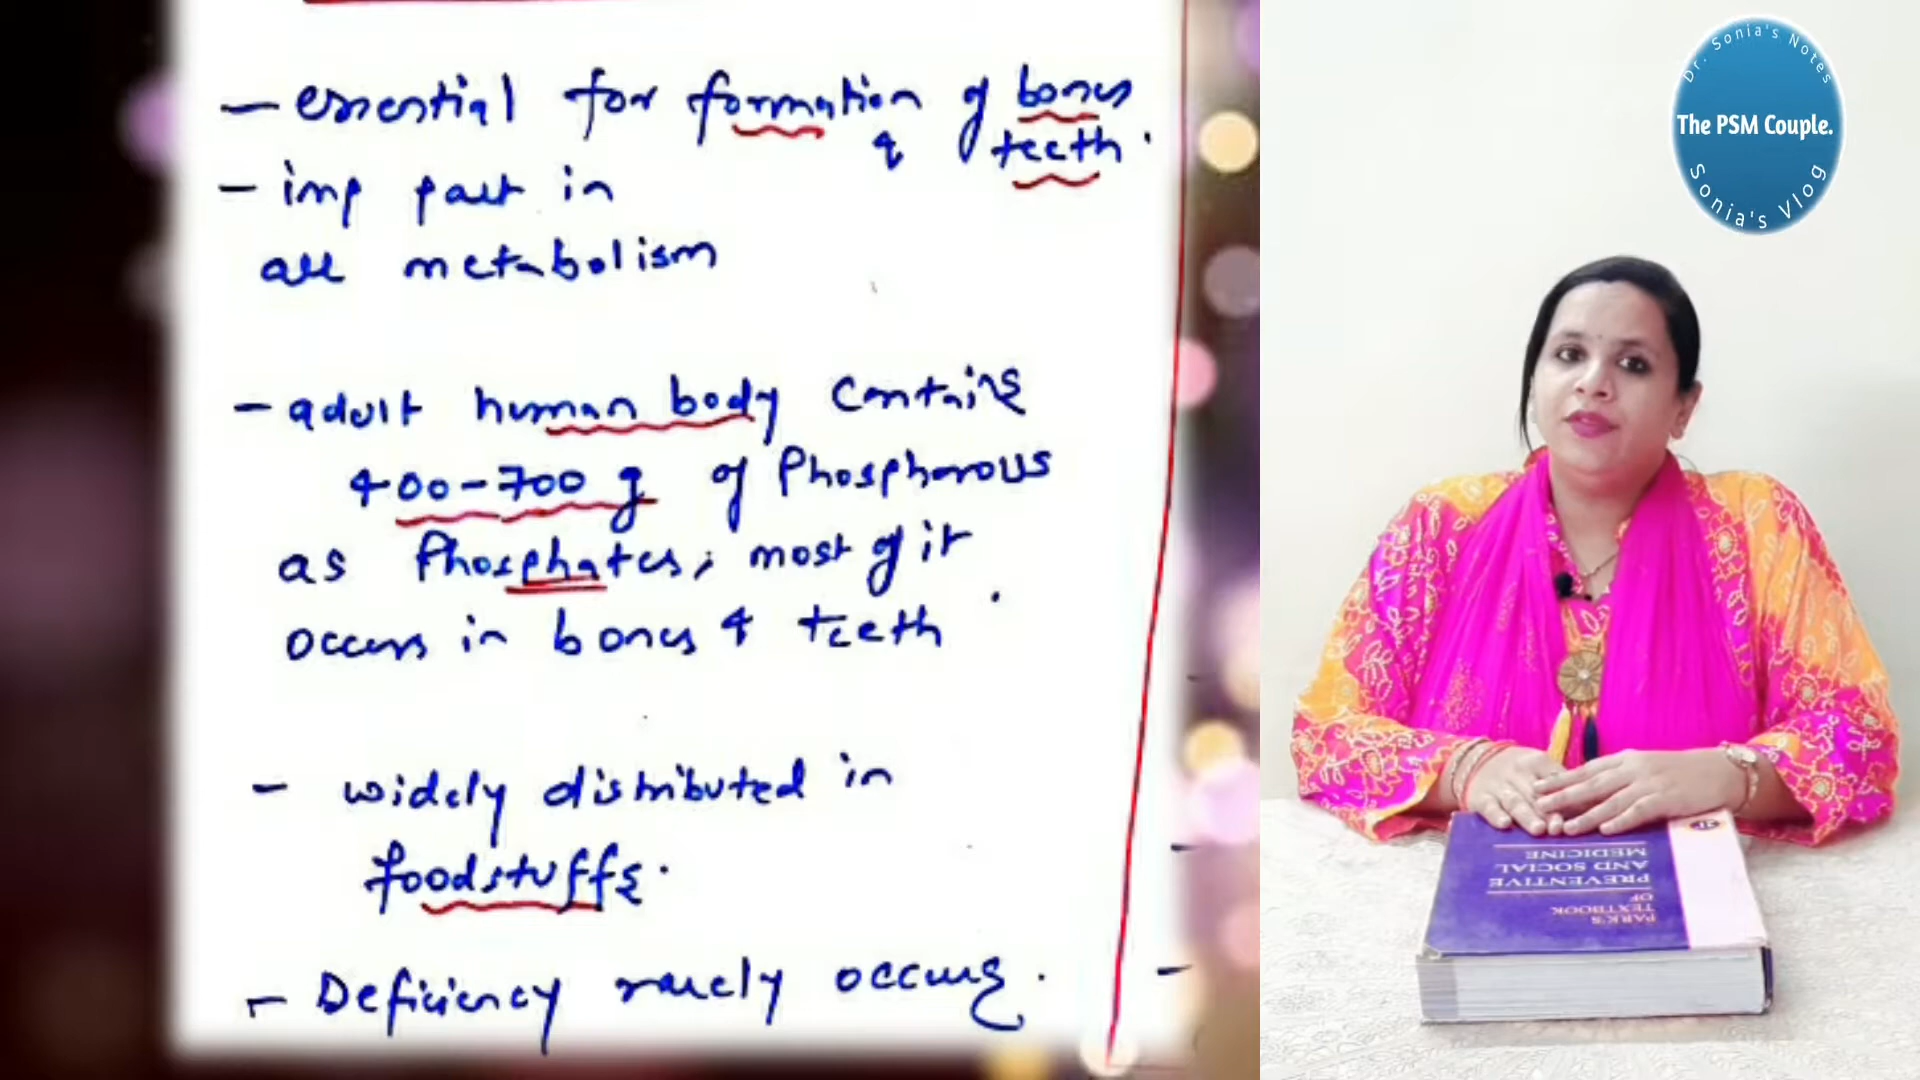 — essential for formation of bones
& teeth.
— imp part in
all metabolism
— adult human body contains
400-700 g of Phosphorous
as Phosphates; most of it
occurs in bones & teeth
- widely distributed in
foodstuffs.
- Deficiency rarely occurs.
Dr. Sonia's Notes
The PSM Couple.
Sonia's Vlog
PARK'S
TEXTBOOK
OF
PREVENTIVE
AND SOCIAL
MEDICINE